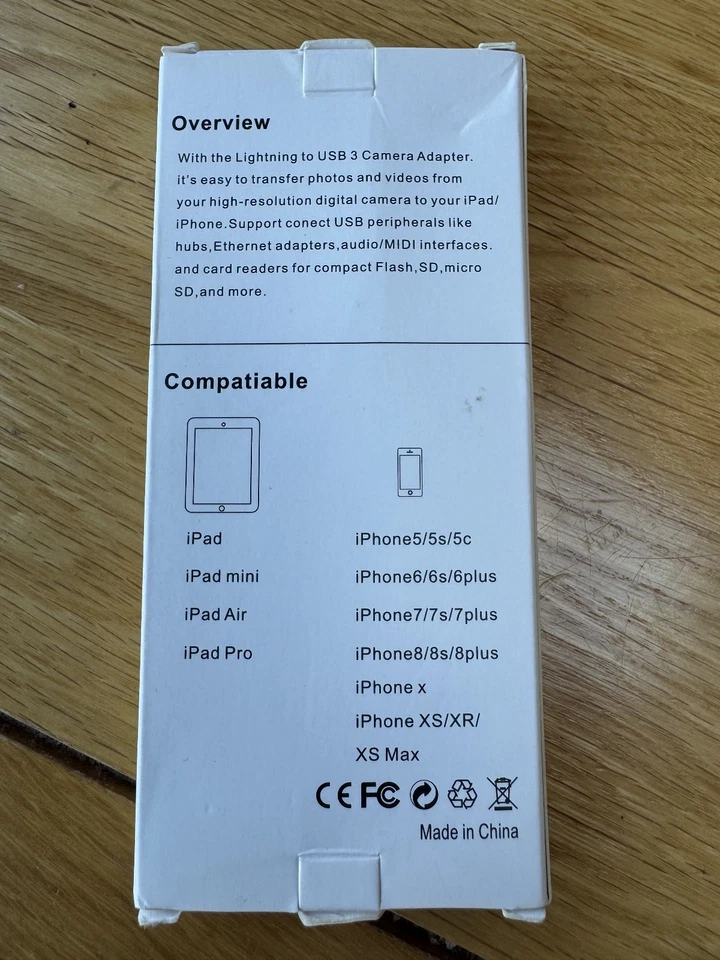 Overview
With the Lightning to USB 3 Camera Adapter.
it's easy to transfer photos and videos from
your high-resolution digital camera to your iPad/
iPhone.Support conect USB peripherals like
hubs,Ethernet adapters,audio/MIDI interfaces.
and card readers for compact Flash,SD,micro
SD,and more.
Compatiable
iPad
iPhone5/5s/5c
iPad mini
iPhone6/6s/6plus
iPad Air
iPhone7/7s/7plus
iPad Pro
iPhone8/8s/8plus
iPhone x
iPhone XS/XR/
XS Max
CE FC
Made in China